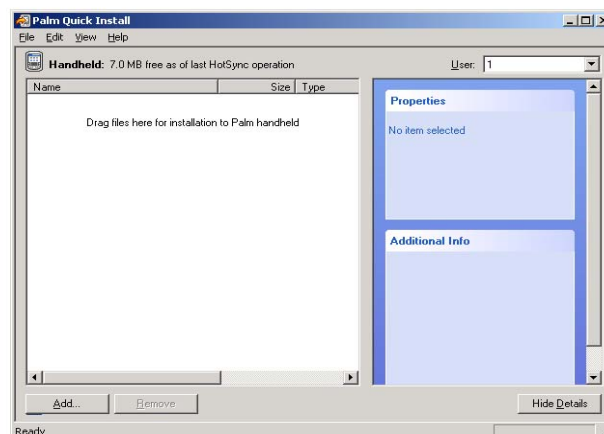 Palm Quick Install
File Edit View Help
Handheld: 7.0 MB free as of last HotSync operation User: 1
Name Size Type
Drag files here for installation to Palm handheld
Properties
No item selected
Additional Info
Add... Remove Hide Details
Ready